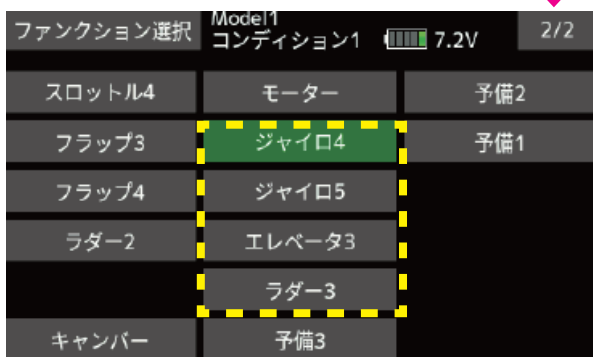 ファンクション選択 Model1 2/2
コンディション1 7.2V
スロットル4 モーター 予備2
フラップ3 ジャイロ4 予備1
フラップ4 ジャイロ5
ラダー2 エレベータ3
ラダー3
キャンバー 予備3